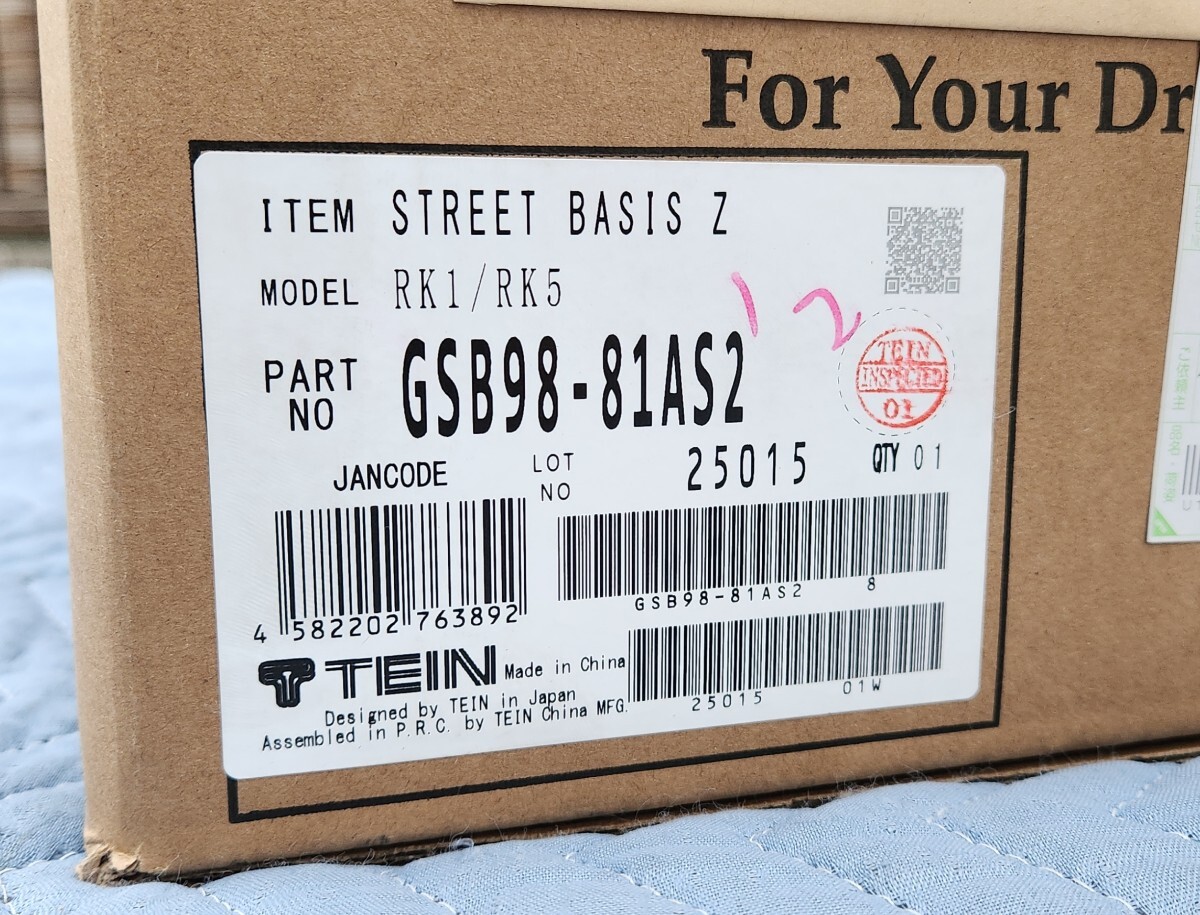 For Your Dr
ITEM STREET BASIS Z
MODEL RK1/RK5
1 2
PART NO GSB98-81AS2
TEIN
INSPECTED
01
JANCODE
LOT NO 25015 QTY 01
4 582202 763892
GSB98-81AS2 8
TEIN Made in China
25015 01W
Designed by TEIN in Japan
Assembled in P.R.C. by TEIN China MFG.